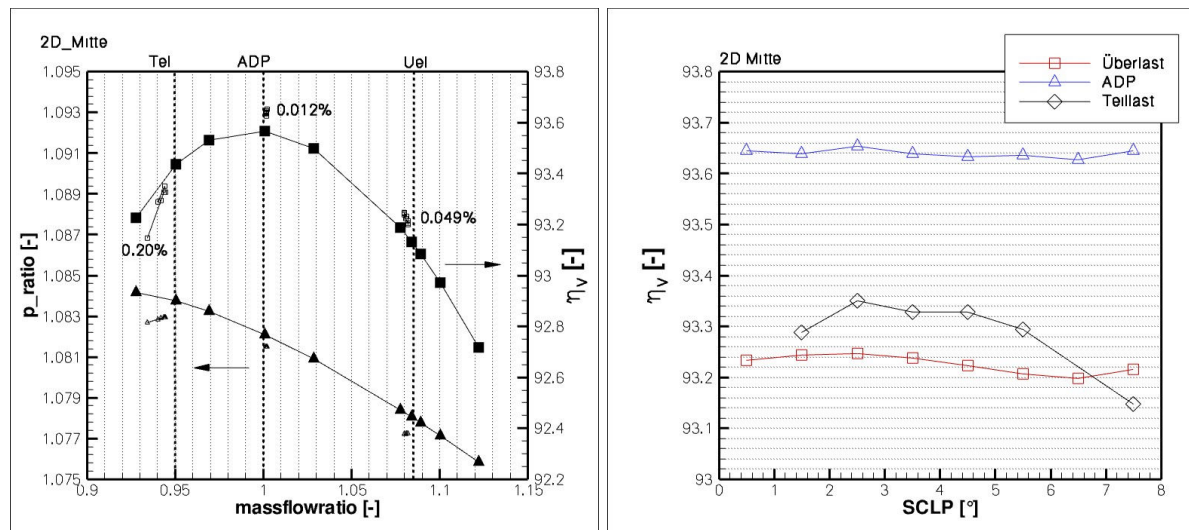 2D_Mitte
Tel ADP Uel
1.095
1.093
1.091
1.089
1.087
1.085
1.083
1.081
1.079
1.077
1.075
p_ratio [-]
0.012%
0.049%
0.20%
93.8
93.6
93.4
93.2
93
92.8
92.6
92.4
92.2
ηv [-]
0.9 0.95 1 1.05 1.1 1.15
massflowratio [-]
Überlast
ADP
Teillast
2D Mitte
93.8
93.7
93.6
93.5
93.4
93.3
93.2
93.1
93
ηv [-]
0 1 2 3 4 5 6 7 8
SCLP [°]